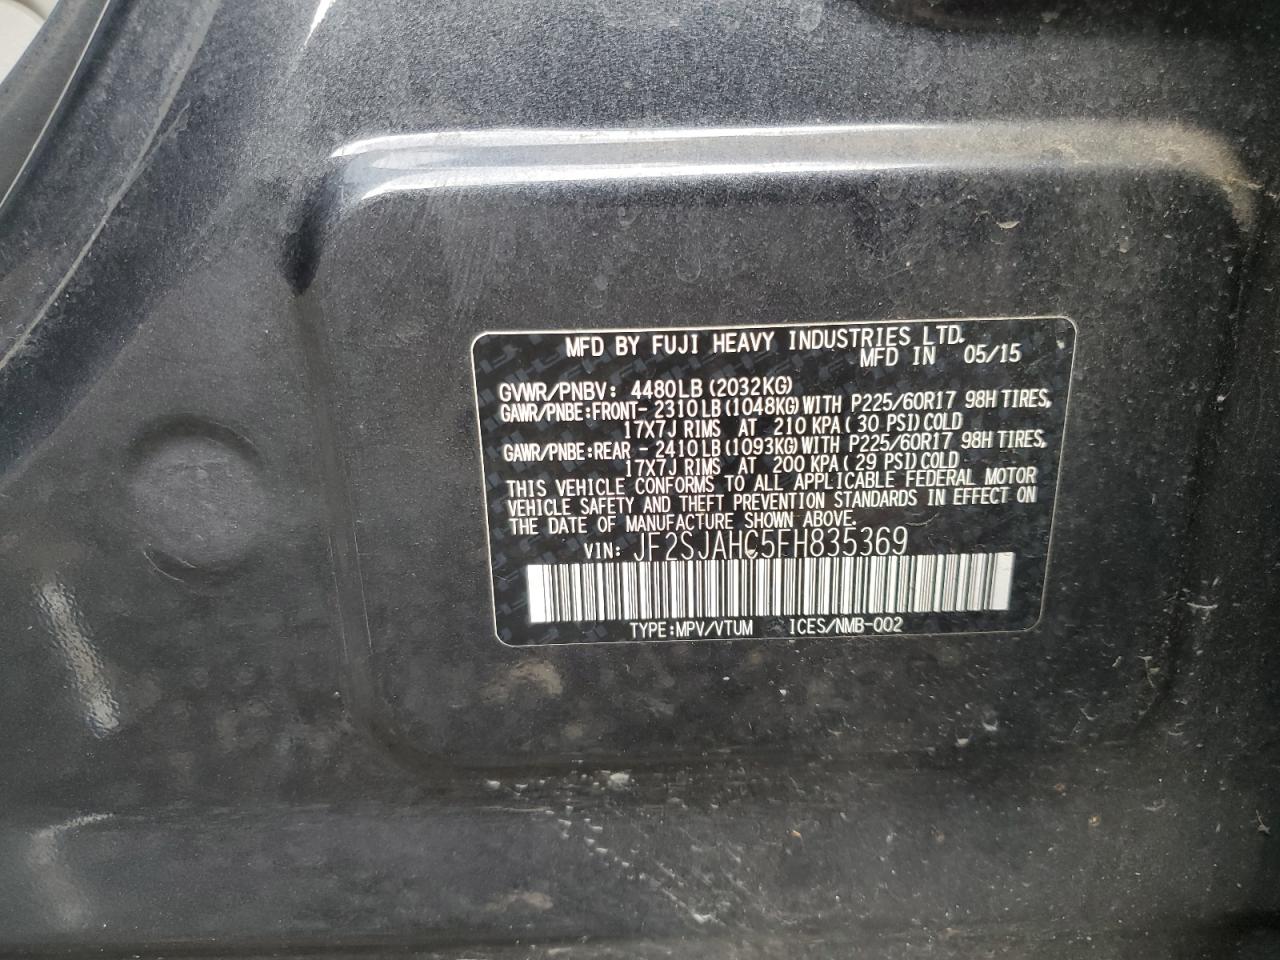 MFD BY FUJI HEAVY INDUSTRIES LTD.
MFD IN 05/15
GVWR/PNBV: 4480LB (2032KG)
GAWR/PNBE:FRONT- 2310LB (1048KG) WITH P225/60R17 98H TIRES,
17X7J RIMS AT 210 KPA ( 30 PSI) COLD
GAWR/PNBE:REAR - 2410LB (1093KG) WITH P225/60R17 98H TIRES,
17X7J RIMS AT 200 KPA ( 29 PSI) COLD
THIS VEHICLE CONFORMS TO ALL APPLICABLE FEDERAL MOTOR
VEHICLE SAFETY AND THEFT PREVENTION STANDARDS IN EFFECT ON
THE DATE OF MANUFACTURE SHOWN ABOVE.
VIN: JF2SJAHC5FH835369
TYPE:MPV/VTUM ICES/NMB-002